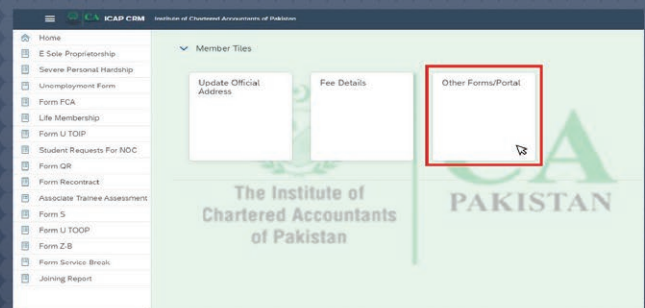 CA ICAP CRM Institute of Chartered Accountants of Pakistan
Home
E Sole Proprietorship
Severe Personal Hardship
Unemployment Form
Form FCA
Life Membership
Form U TOIP
Student Requests For NOC
Form QR
Form Recontract
Associate Trainee Assessment
Form S
Form U TOOP
Form Z-B
Form Service Break
Joining Report
Member Tiles
Update Official
Address
Fee Details
Other Forms/Portal
The Institute of
Chartered Accountants
of Pakistan
CA
PAKISTAN